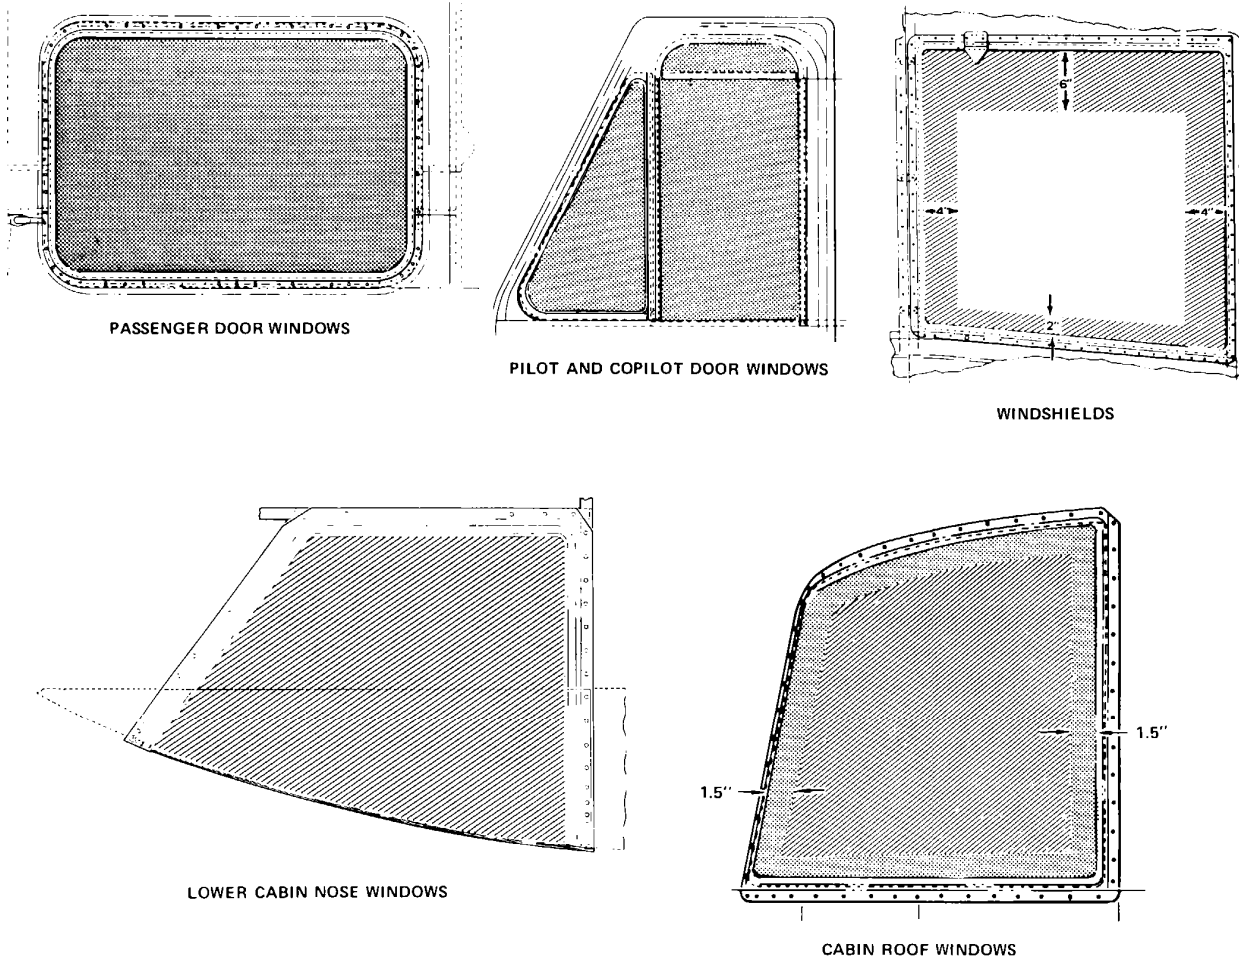 6"
4"
4"
2"
PASSENGER DOOR WINDOWS
PILOT AND COPILOT DOOR WINDOWS
WINDSHIELDS
1.5"
1.5"
LOWER CABIN NOSE WINDOWS
CABIN ROOF WINDOWS